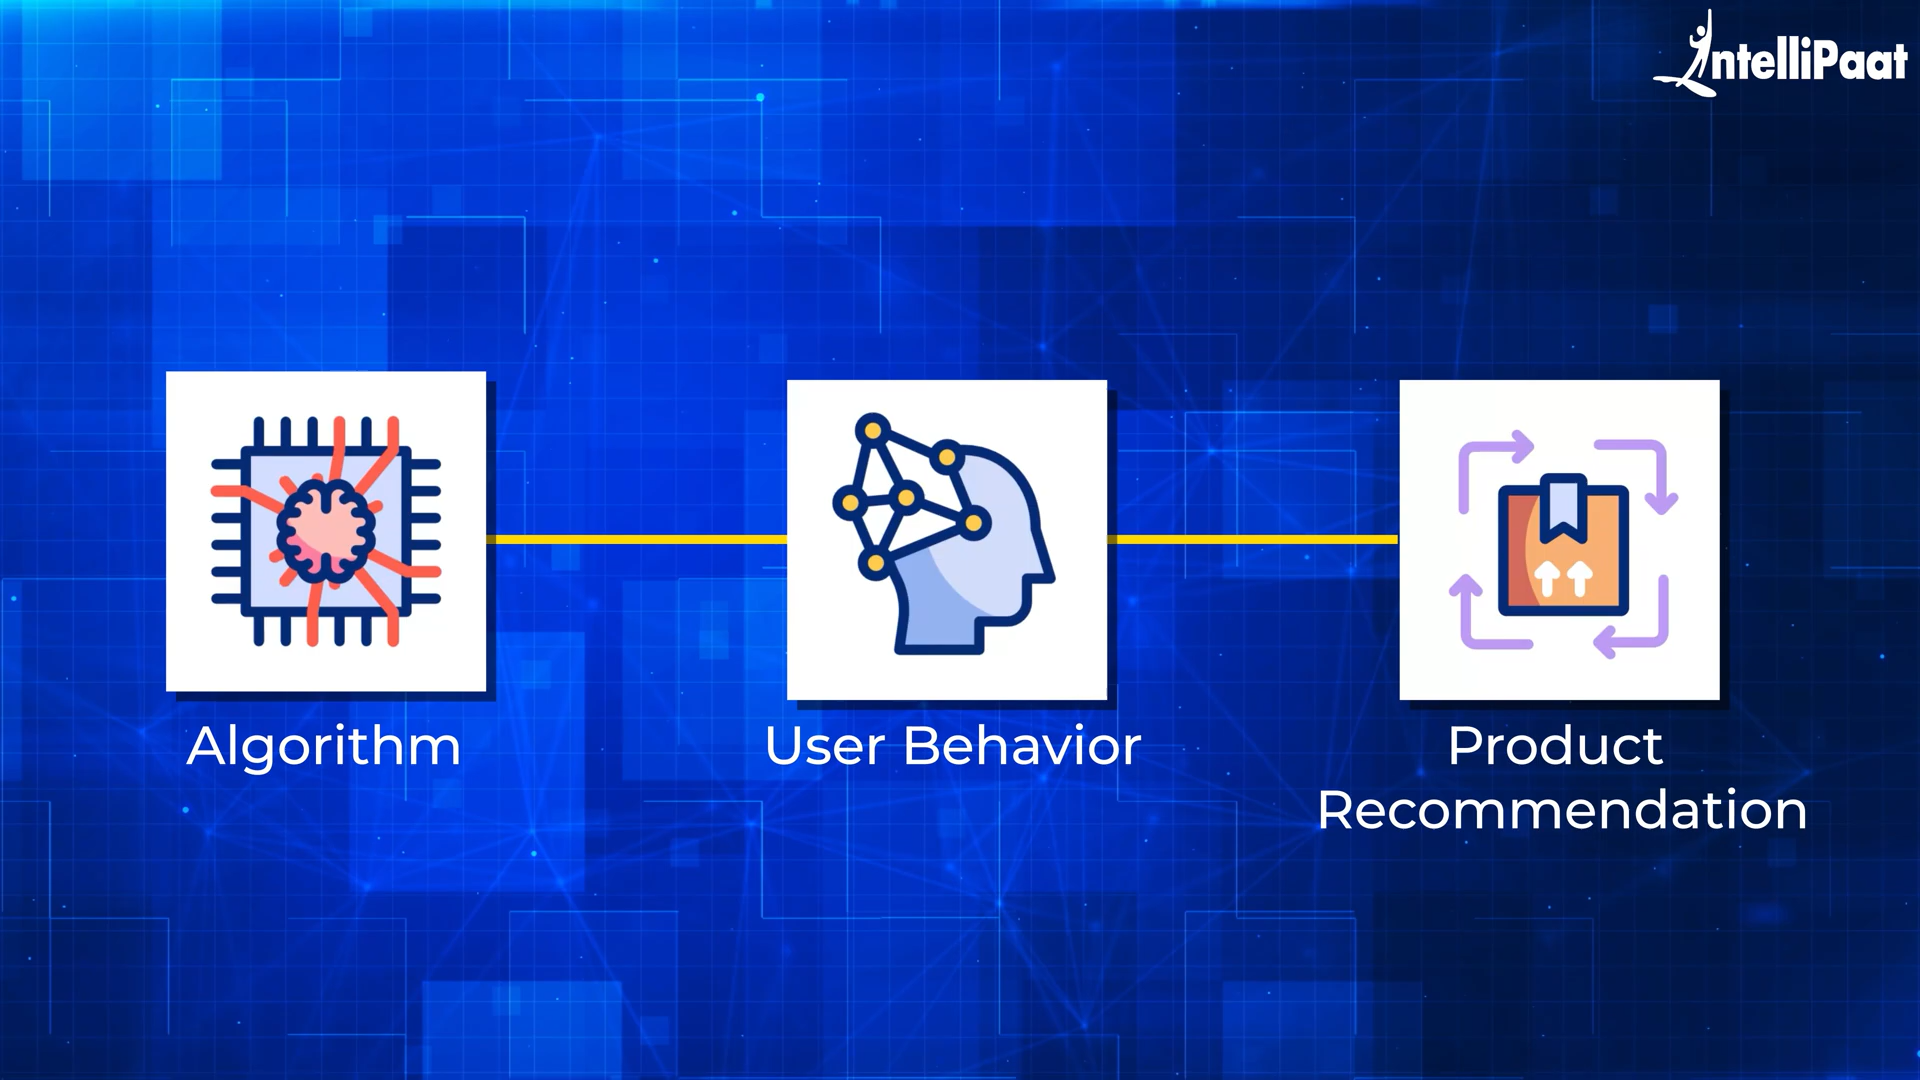 IntelliPaat
Algorithm
User Behavior
Product
Recommendation